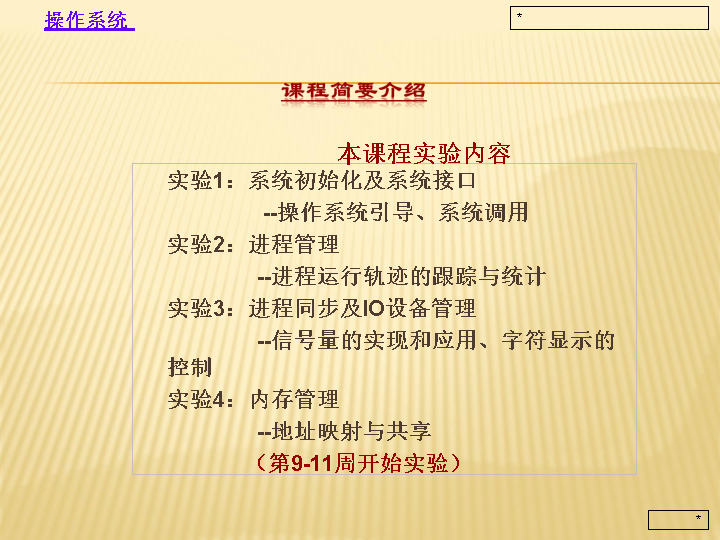 操作系统
*
课程简要介绍
本课程实验内容
实验1：系统初始化及系统接口
--操作系统引导、系统调用
实验2：进程管理
--进程运行轨迹的跟踪与统计
实验3：进程同步及IO设备管理
--信号量的实现和应用、字符显示的
控制
实验4：内存管理
--地址映射与共享
（第9-11周开始实验）
*